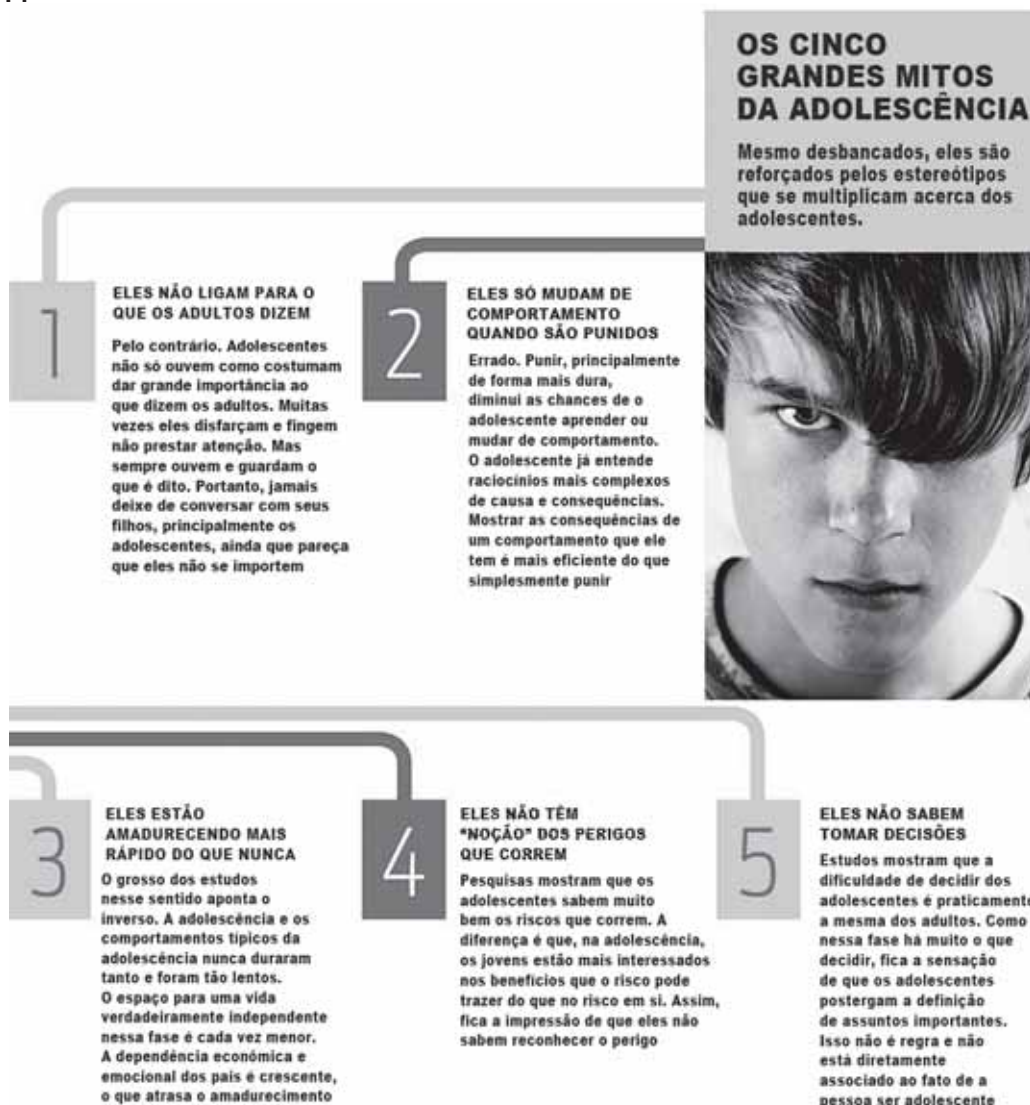 OS CINCO
GRANDES MITOS
DA ADOLESCÊNCIA
Mesmo desbancados, eles são
reforçados pelos estereótipos
que se multiplicam acerca dos
adolescentes.
1
ELES NÃO LIGAM PARA O
QUE OS ADULTOS DIZEM
Pelo contrário. Adolescentes
não só ouvem como costumam
dar grande importância ao
que dizem os adultos. Muitas
vezes eles disfarçam e fingem
não prestar atenção. Mas
sempre ouvem e guardam o
que é dito. Portanto, jamais
deixe de conversar com seus
filhos, principalmente os
adolescentes, ainda que pareça
que eles não se importem
2
ELES SÓ MUDAM DE
COMPORTAMENTO
QUANDO SÃO PUNIDOS
Errado. Punir, principalmente
de forma mais dura,
diminui as chances de o
adolescente aprender ou
mudar de comportamento.
O adolescente já entende
raciocínios mais complexos
de causa e consequências.
Mostrar as consequências de
um comportamento que ele
tem é mais eficiente do que
simplesmente punir
3
ELES ESTÃO
AMADURECENDO MAIS
RÁPIDO DO QUE NUNCA
O grosso dos estudos
nesse sentido aponta o
inverso. A adolescência e os
comportamentos típicos da
adolescência nunca duraram
tanto e foram tão lentos.
O espaço para uma vida
verdadeiramente independente
nessa fase é cada vez menor.
A dependência econômica e
emocional dos pais é crescente,
o que atrasa o amadurecimento
4
ELES NÃO TÊM
"NOÇÃO" DOS PERIGOS
QUE CORREM
Pesquisas mostram que os
adolescentes sabem muito
bem os riscos que correm. A
diferença é que, na adolescência,
os jovens estão mais interessados
nos benefícios que o risco pode
trazer do que no risco em si. Assim,
fica a impressão de que eles não
sabem reconhecer o perigo
5
ELES NÃO SABEM
TOMAR DECISÕES
Estudos mostram que a
dificuldade de decidir dos
adolescentes é praticamente
a mesma dos adultos. Como
nessa fase há muito o que
decidir, fica a sensação
de que os adolescentes
postergam a definição
de assuntos importantes.
Isso não é regra e não
está diretamente
associado ao fato de a
pessoa ser adolescente